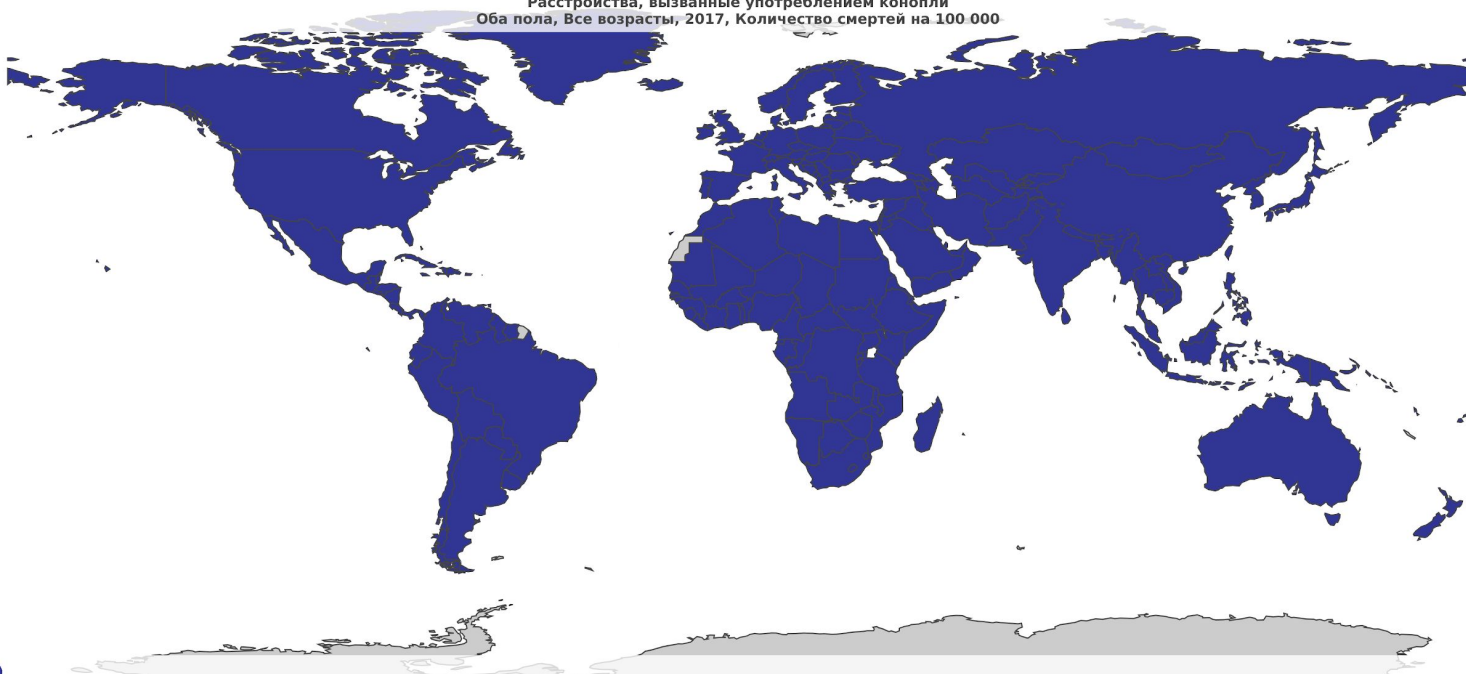 Расстройства, вызванные употреблением конопли
Оба пола, Все возрасты, 2017, Количество смертей на 100 000